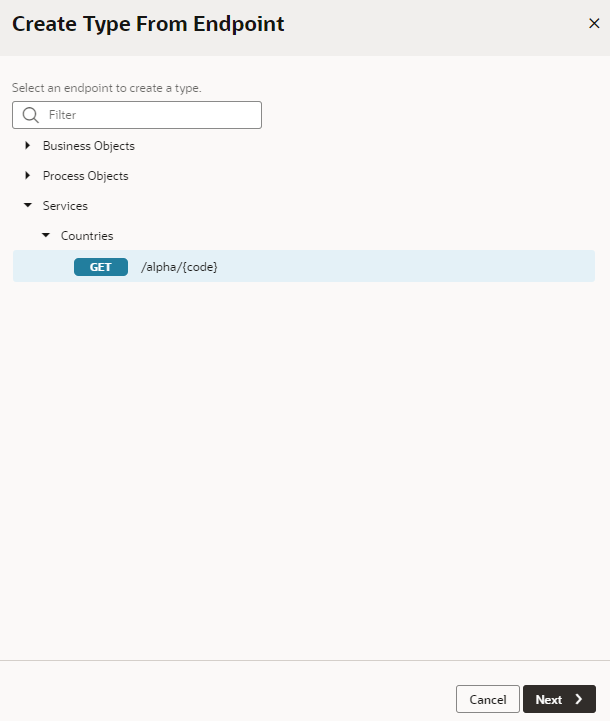 Create Type From Endpoint
Select an endpoint to create a type.
Filter
Business Objects
Process Objects
Services
Countries
GET /alpha/{code}
Cancel Next